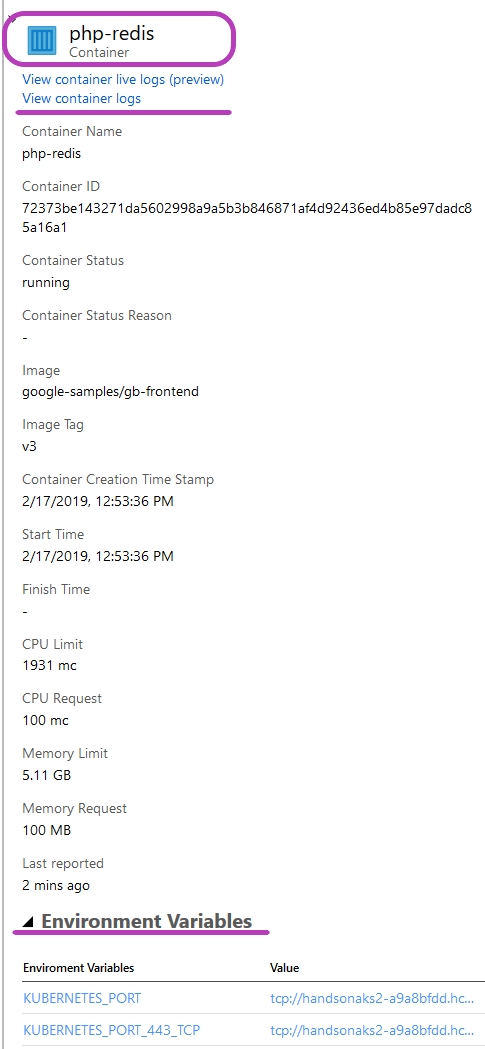 php-redis
Container
View container live logs (preview)
View container logs
Container Name
php-redis
Container ID
72373be143271da5602998a9a5b3b846871af4d92436ed4b85e97dadc8
5a16a1
Container Status
running
Container Status Reason
-
Image
google-samples/gb-frontend
Image Tag
v3
Container Creation Time Stamp
2/17/2019, 12:53:36 PM
Start Time
2/17/2019, 12:53:36 PM
Finish Time
-
CPU Limit
1931 mc
CPU Request
100 mc
Memory Limit
5.11 GB
Memory Request
100 MB
Last reported
2 mins ago
Environment Variables
Enviroment Variables Value
KUBERNETES_PORT tcp://handsonaks2-a9a8bfdd.hc...
KUBERNETES_PORT_443_TCP tcp://handsonaks2-a9a8bfdd.hc...